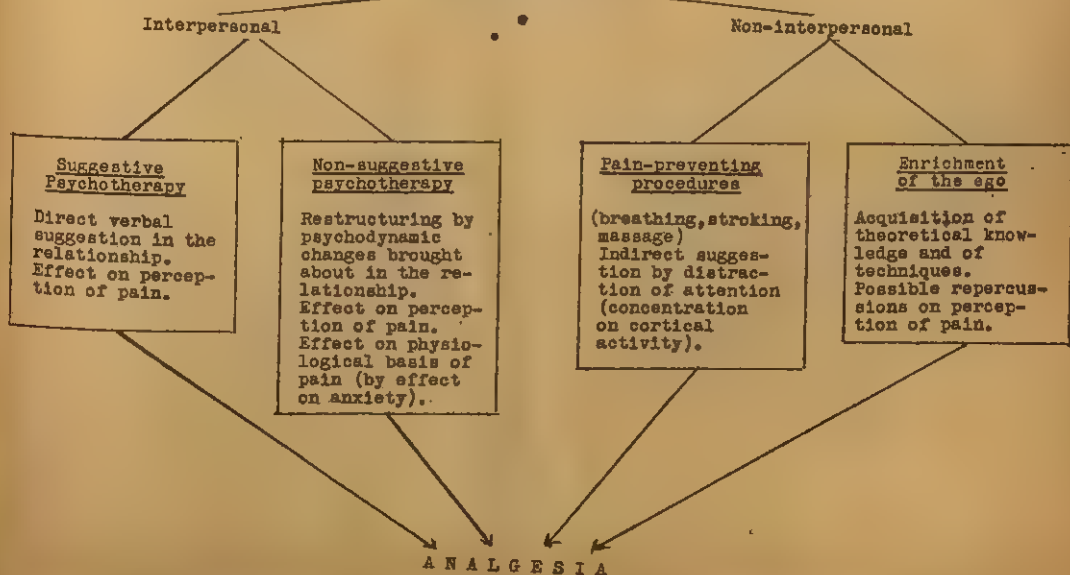 Interpersonal
Non-interpersonal
Suggestive
Psychotherapy
Direct verbal
suggestion in the
relationship.
Effect on percep-
tion of pain.
Non-suggestive
psychotherapy
Restructuring by
psychodynamic
changes brought
about in the re-
lationship.
Effect on percep-
tion of pain.
Effect on physio-
logical basis of
pain (by effect
on anxiety).
Pain-preventing
procedures
(breathing, stroking,
massage)
Indirect sugges-
tion by distrac-
tion of attention
(concentration
on cortical
activity).
Enrichment
of the ego
Acquisition of
theoretical know-
ledge and of
techniques.
Possible repercus-
sions on percep-
tion of pain.
A N A L G E S I A